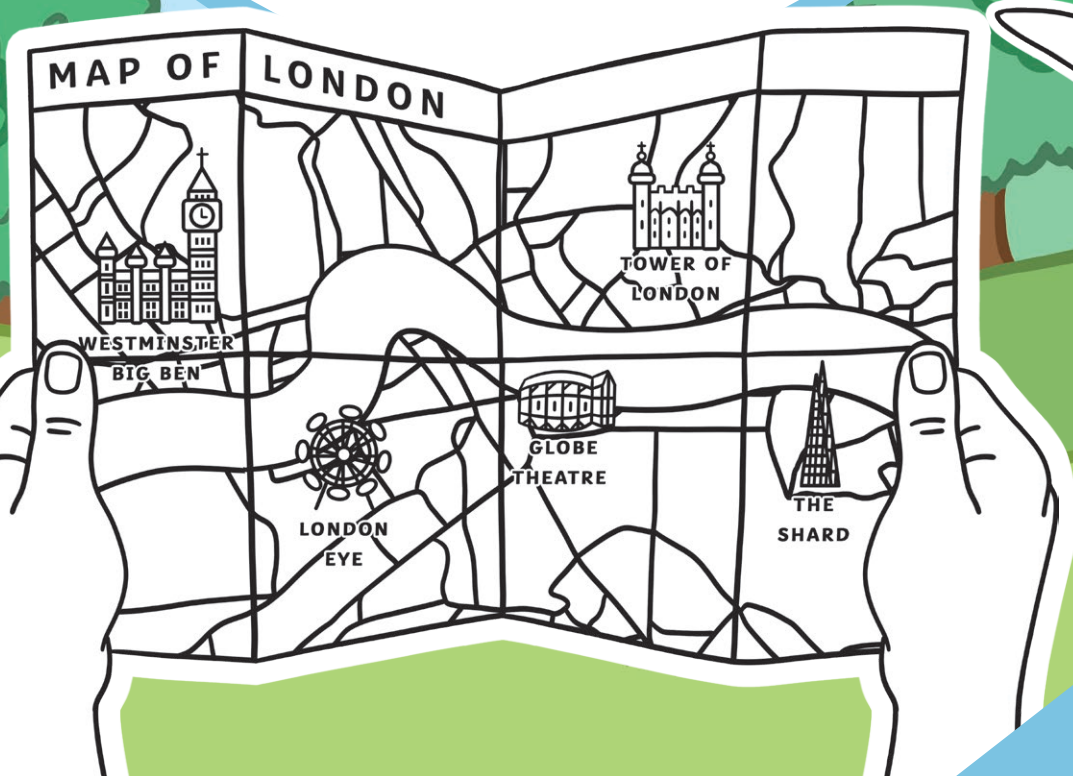 MAP OF LONDON
TOWER OF
LONDON
WESTMINSTER
BIG BEN
GLOBE
THEATRE
LONDON
EYE
THE
SHARD